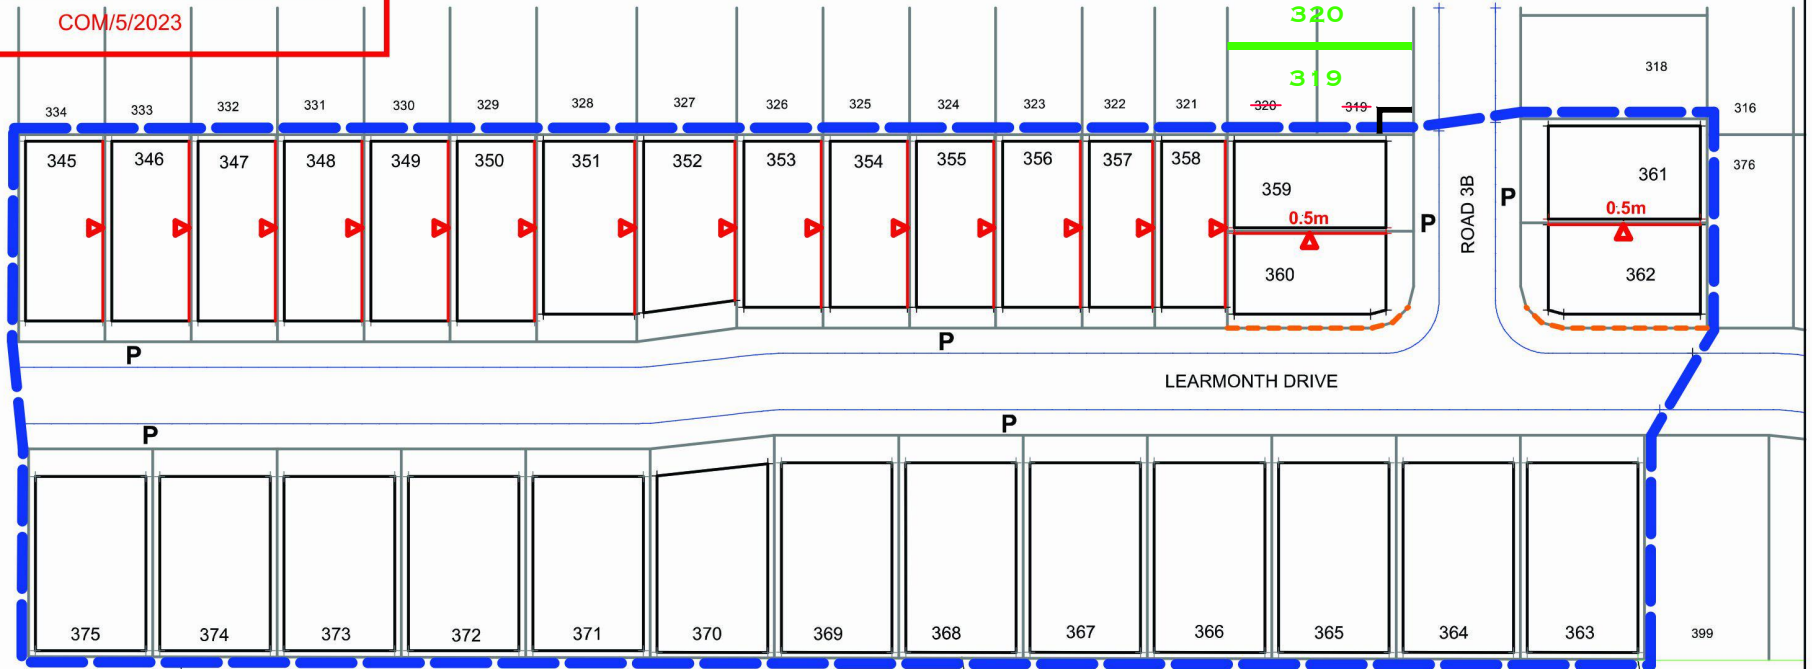 COM/5/2023
320
319
318
334 333 332 331 330 329 328 327 326 325 324 323 322 321 320 319 316
345 346 347 348 349 350 351 352 353 354 355 356 357 358 359 361 376
0.5m 0.5m
P ROAD 3B P
360 362
P P
LEARMONTH DRIVE
P P
375 374 373 372 371 370 369 368 367 366 365 364 363 399